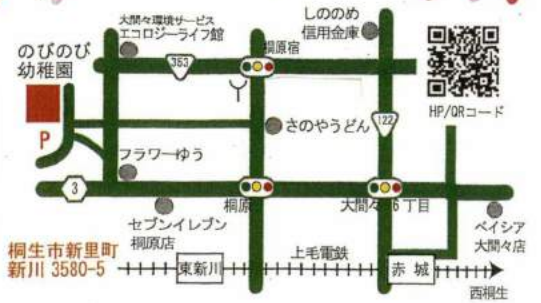 大間々環境サービス
エコロジーライフ館
しののめ
信用金庫
のびのび
幼稚園
353
桐原宿
HP/QRコード
P
さのやうどん
122
フラワーゆう
3
桐原
大間々 6丁目
セブンイレブン
桐原店
ベイシア
大間々店
桐生市新里町
新川 3580-5
東新川
上毛電鉄
赤城
西桐生